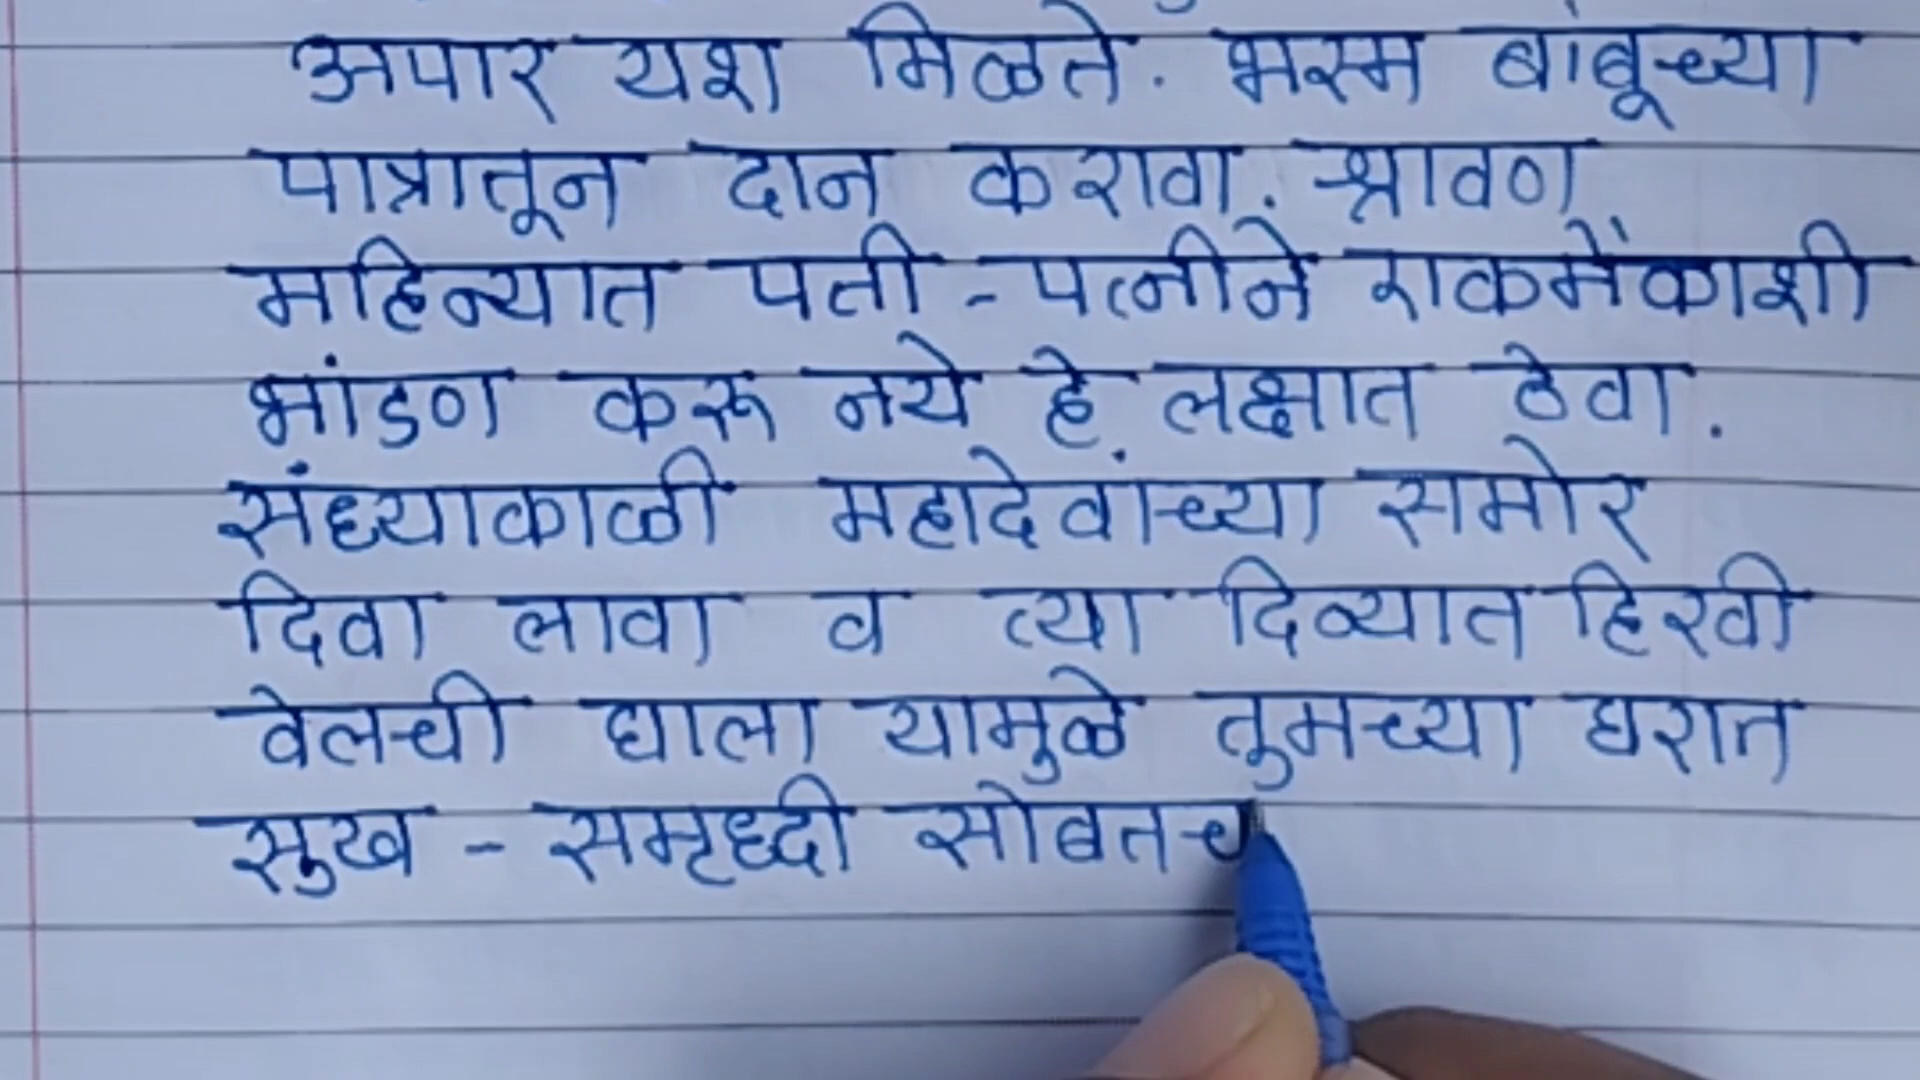 अपार यश मिळते. भस्म बांबूच्या
पात्रातून दान करावा. श्रावण
महिन्यात पती - पत्नीने एकमेंकाशी
भांडण करू नये हे लक्षात ठेवा.
संध्याकाळी महादेवांच्या समोर
दिवा लावा व त्या दिव्यात हिरवी
वेलची घाला यामुळे तुमच्या घरात
सुख - समृध्दी सोबतच